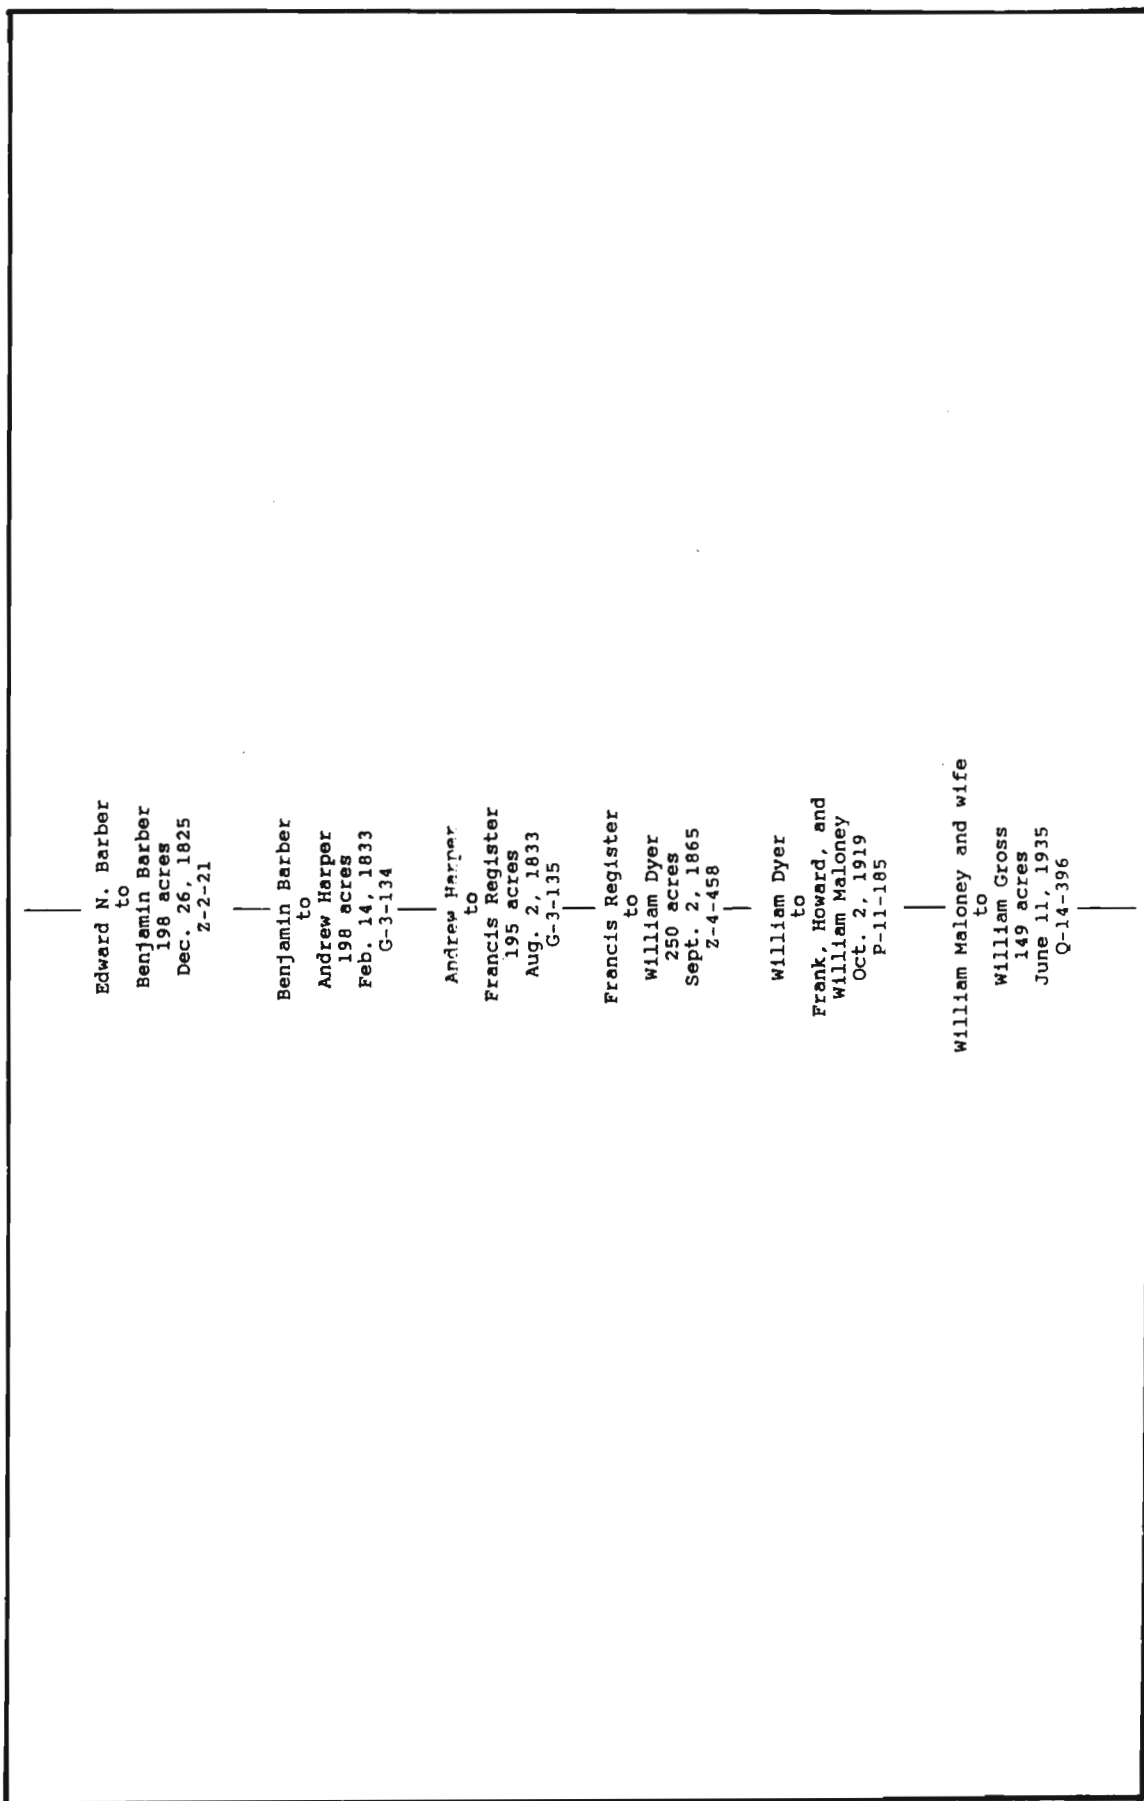 Edward N. Barber
to
Benjamin Barber
198 acres
Dec. 26, 1825
Z-2-21
Benjamin Barber
to
Andrew Harper
198 acres
Feb. 14, 1833
G-3-134
Andrew Harper
to
Francis Register
195 acres
Aug. 2, 1833
G-3-135
Francis Register
to
William Dyer
250 acres
Sept. 2, 1865
Z-4-458
William Dyer
to
Frank, Howard, and
William Maloney
Oct. 2, 1919
P-11-185
William Maloney and wife
to
William Gross
149 acres
June 11, 1935
Q-14-396